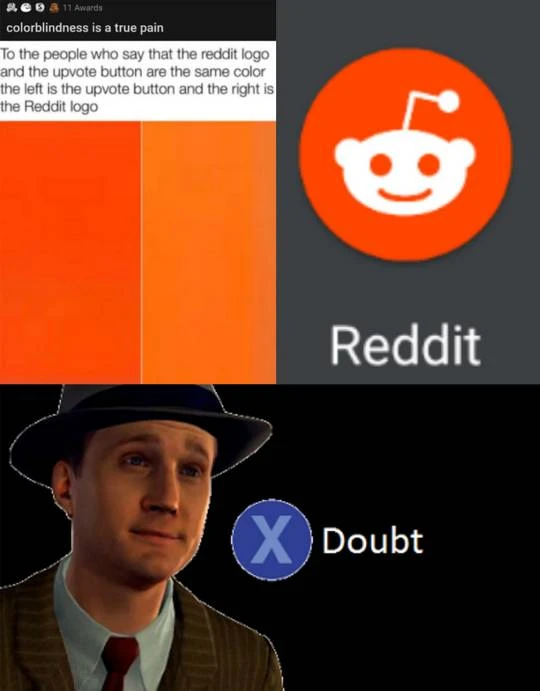 11 Awards
colorblindness is a true pain
To the people who say that the reddit logo
and the upvote button are the same color
the left is the upvote button and the right is
the Reddit logo
Reddit
X Doubt